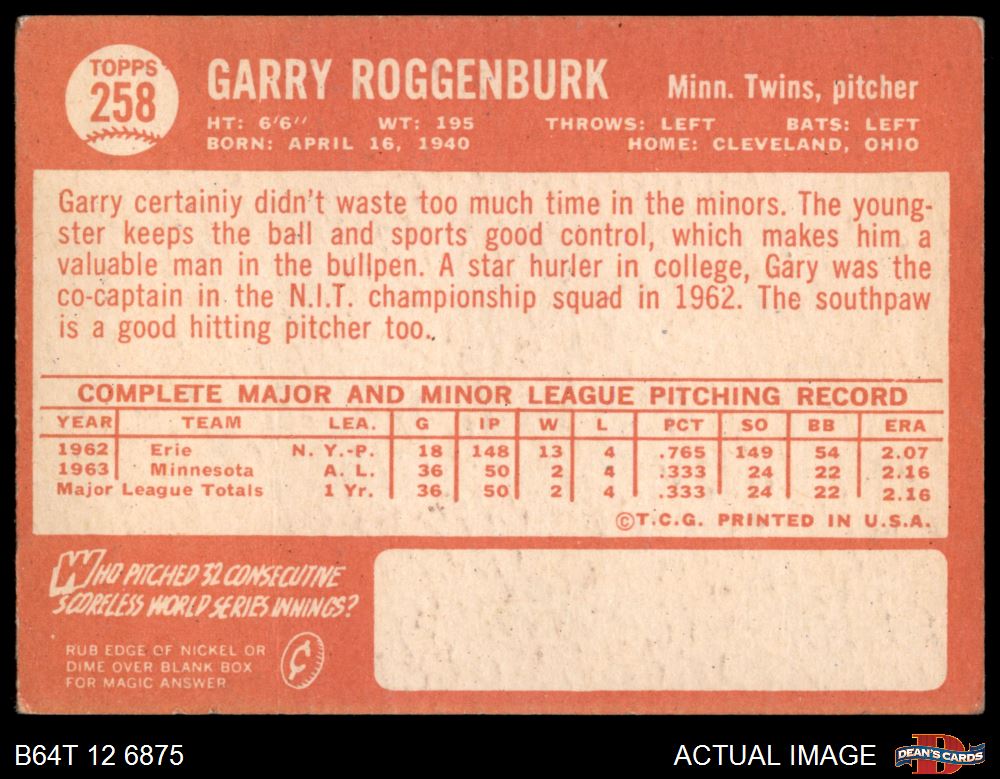 TOPPS
258
GARRY ROGGENBURK
Minn. Twins, pitcher
HT: 6'6'' WT: 195 THROWS: LEFT BATS: LEFT
BORN: APRIL 16, 1940 HOME: CLEVELAND, OHIO
Garry certainiy didn't waste too much time in the minors. The young-
ster keeps the ball and sports good control, which makes him a
valuable man in the bullpen. A star hurler in college, Gary was the
co-captain in the N.I.T. championship squad in 1962. The southpaw
is a good hitting pitcher too.
COMPLETE MAJOR AND MINOR LEAGUE PITCHING RECORD
YEAR TEAM LEA. G IP W L PCT SO BB ERA
1962 Erie N. Y.-P. 18 148 13 4 .765 149 54 2.07
1963 Minnesota A. L. 36 50 2 4 .333 24 22 2.16
Major League Totals 1 Yr. 36 50 2 4 .333 24 22 2.16
©T.C.G. PRINTED IN U.S.A.
WHO PITCHED 32 CONSECUTIVE
SCORELESS WORLD SERIES INNINGS?
RUB EDGE OF NICKEL OR
DIME OVER BLANK BOX
FOR MAGIC ANSWER
¢
B64T 12 6875
ACTUAL IMAGE
D
DEAN'S CARDS